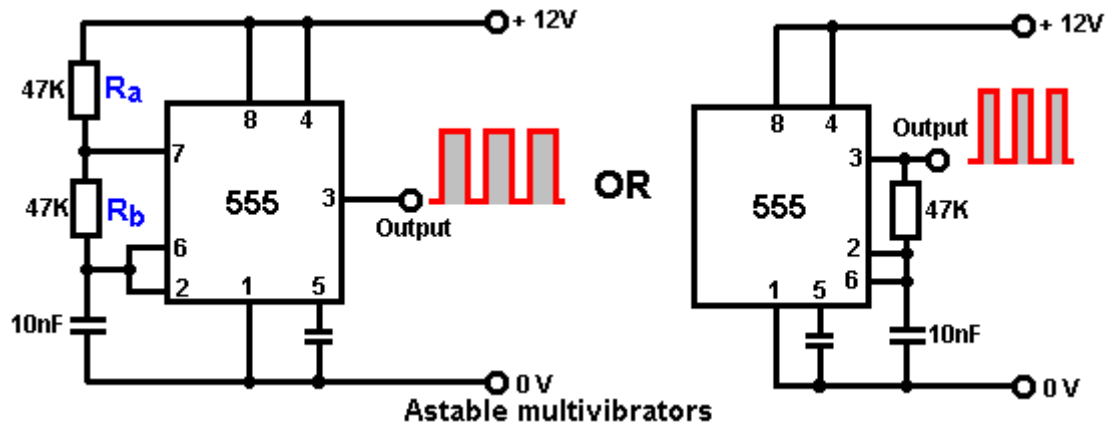 + 12V
47K
Ra
8
4
7
47K
Rb
555
3
Output
6
2
1
5
10nF
0 V
OR
+ 12V
8
4
Output
3
555
47K
2
6
1
5
10nF
0 V
Astable multivibrators